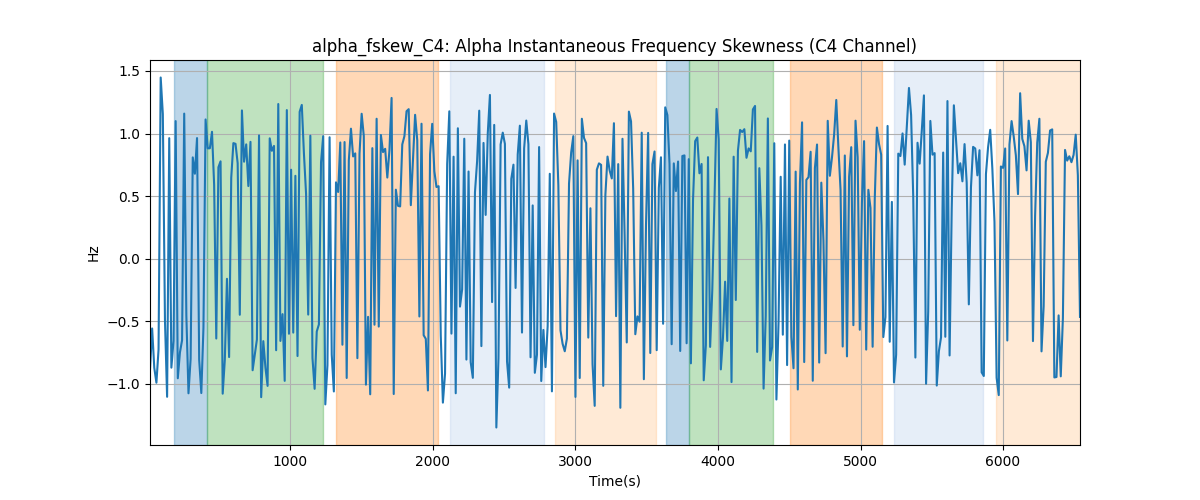 alpha_fskew_C4: Alpha Instantaneous Frequency Skewness (C4 Channel)
1.5
1.0
0.5
0.0
−0.5
−1.0
Hz
1000 2000 3000 4000 5000 6000
Time(s)